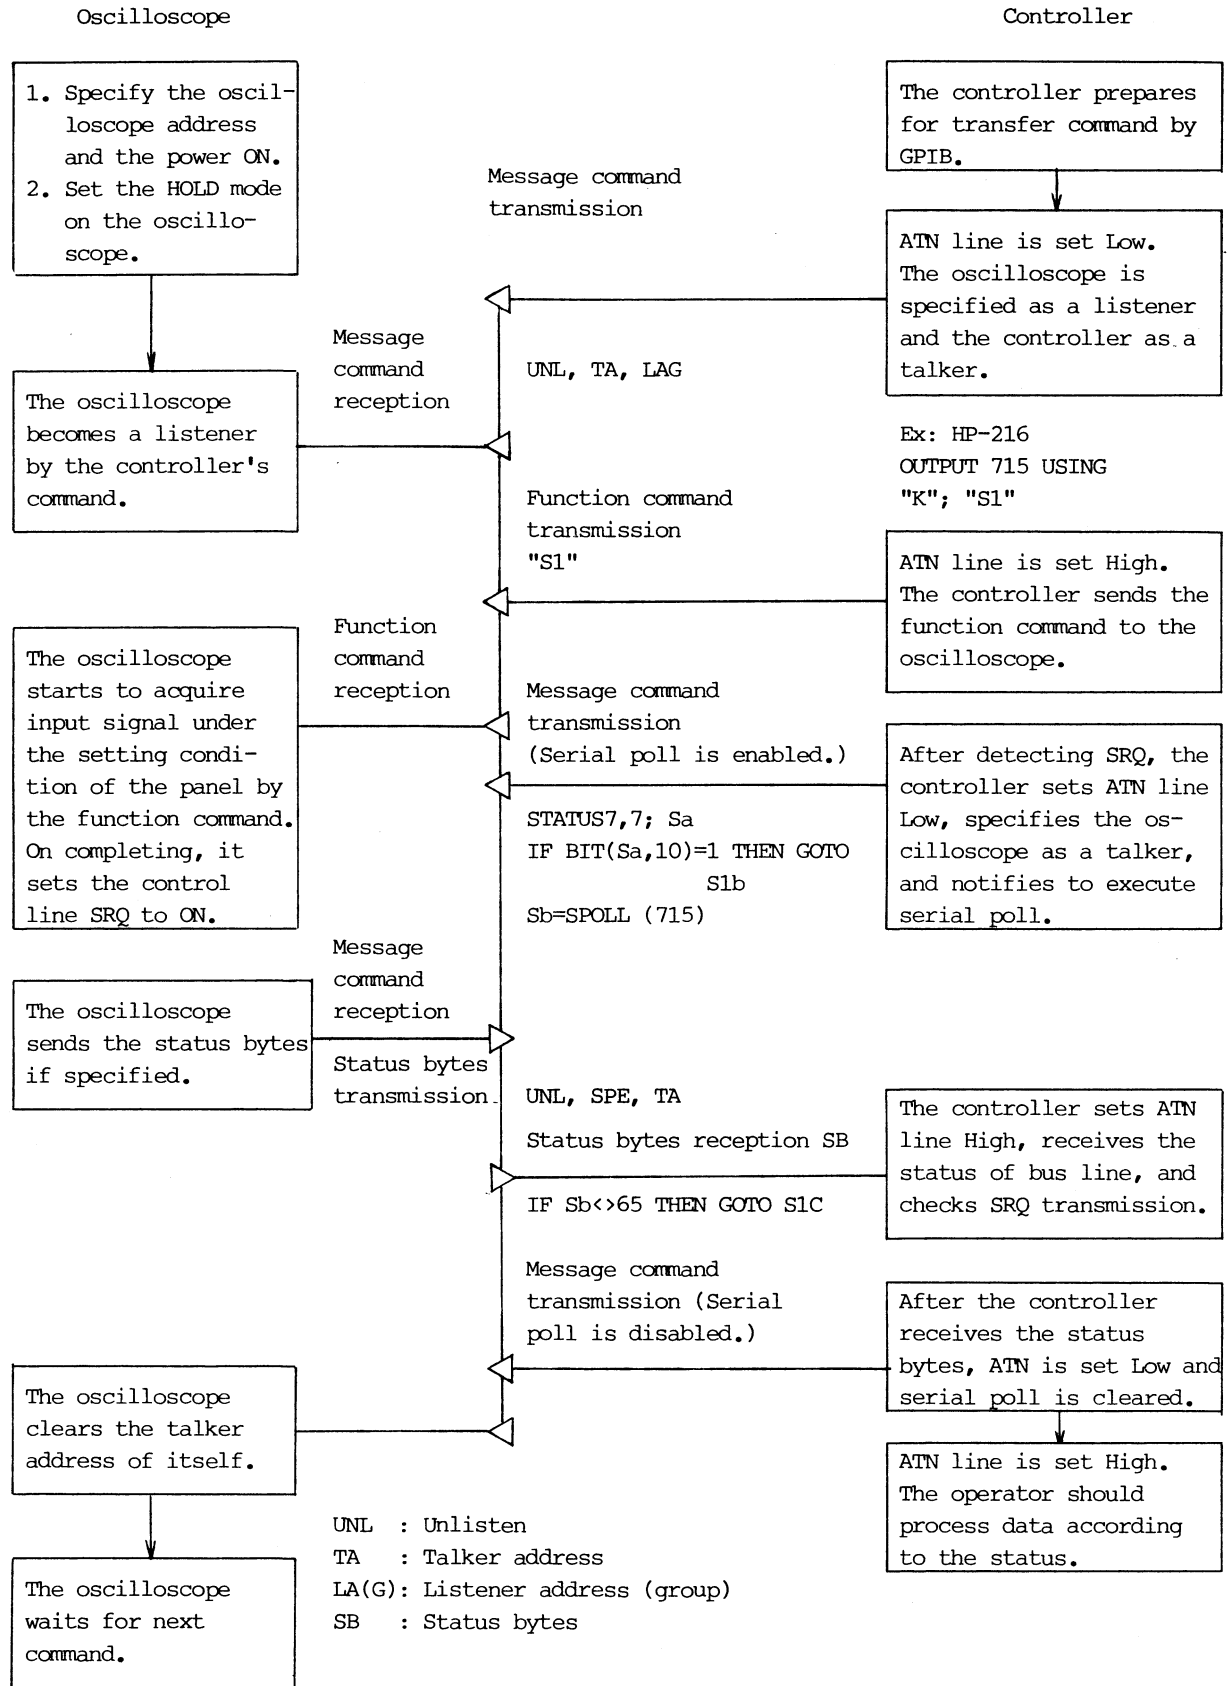 Oscilloscope
Controller
1. Specify the oscil-
loscope address
and the power ON.
2. Set the HOLD mode
on the oscillo-
scope.
The controller prepares
for transfer command by
GPIB.
Message command
transmission
ATN line is set Low.
The oscilloscope is
specified as a listener
and the controller as a
talker.
Message
command
reception
UNL, TA, LAG
The oscilloscope
becomes a listener
by the controller's
command.
Ex: HP-216
OUTPUT 715 USING
"K"; "S1"
Function command
transmission
"S1"
ATN line is set High.
The controller sends the
function command to the
oscilloscope.
Function
command
reception
The oscilloscope
starts to acquire
input signal under
the setting condi-
tion of the panel by
the function command.
On completing, it
sets the control
line SRQ to ON.
Message command
transmission
(Serial poll is enabled.)
After detecting SRQ, the
controller sets ATN line
Low, specifies the os-
cilloscope as a talker,
and notifies to execute
serial poll.
STATUS7,7; Sa
IF BIT(Sa,10)=1 THEN GOTO
S1b
Sb=SPOLL (715)
Message
command
reception
The oscilloscope
sends the status bytes
if specified.
Status bytes
transmission
UNL, SPE, TA
Status bytes reception SB
The controller sets ATN
line High, receives the
status of bus line, and
checks SRQ transmission.
IF Sb<>65 THEN GOTO S1C
Message command
transmission (Serial
poll is disabled.)
After the controller
receives the status
bytes, ATN is set Low and
serial poll is cleared.
The oscilloscope
clears the talker
address of itself.
ATN line is set High.
The operator should
process data according
to the status.
The oscilloscope
waits for next
command.
UNL : Unlisten
TA : Talker address
LA(G): Listener address (group)
SB : Status bytes